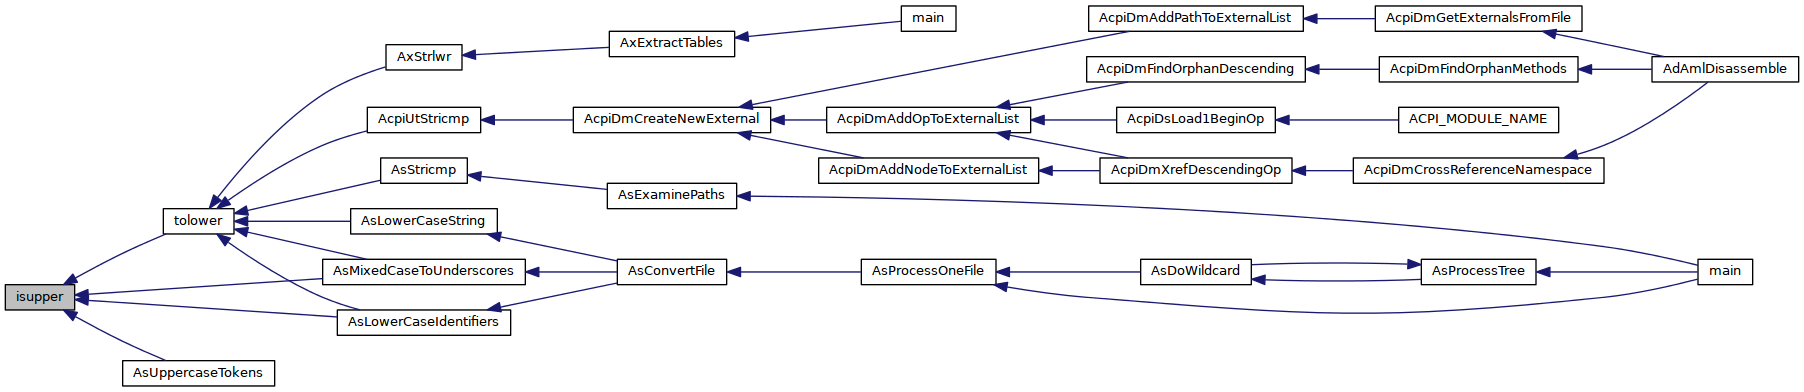 main
AcpiDmAddPathToExternalList
AcpiDmGetExternalsFromFile
AxExtractTables
AxStrlwr
AcpiDmFindOrphanDescending
AcpiDmFindOrphanMethods
AdAmlDisassemble
AcpiUtStricmp
AcpiDmCreateNewExternal
AcpiDmAddOpToExternalList
AcpiDsLoad1BeginOp
ACPI_MODULE_NAME
AsStricmp
AcpiDmAddNodeToExternalList
AcpiDmXrefDescendingOp
AcpiDmCrossReferenceNamespace
AsExaminePaths
tolower
AsLowerCaseString
AsMixedCaseToUnderscores
AsConvertFile
AsProcessOneFile
AsDoWildcard
AsProcessTree
main
isupper
AsLowerCaseIdentifiers
AsUppercaseTokens